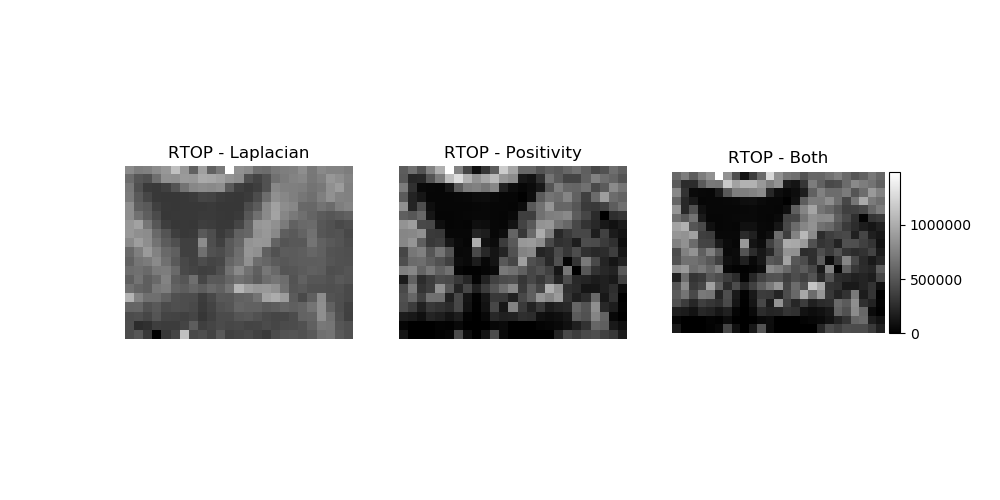 RTOP - Laplacian
RTOP - Positivity
RTOP - Both
1000000
500000
0